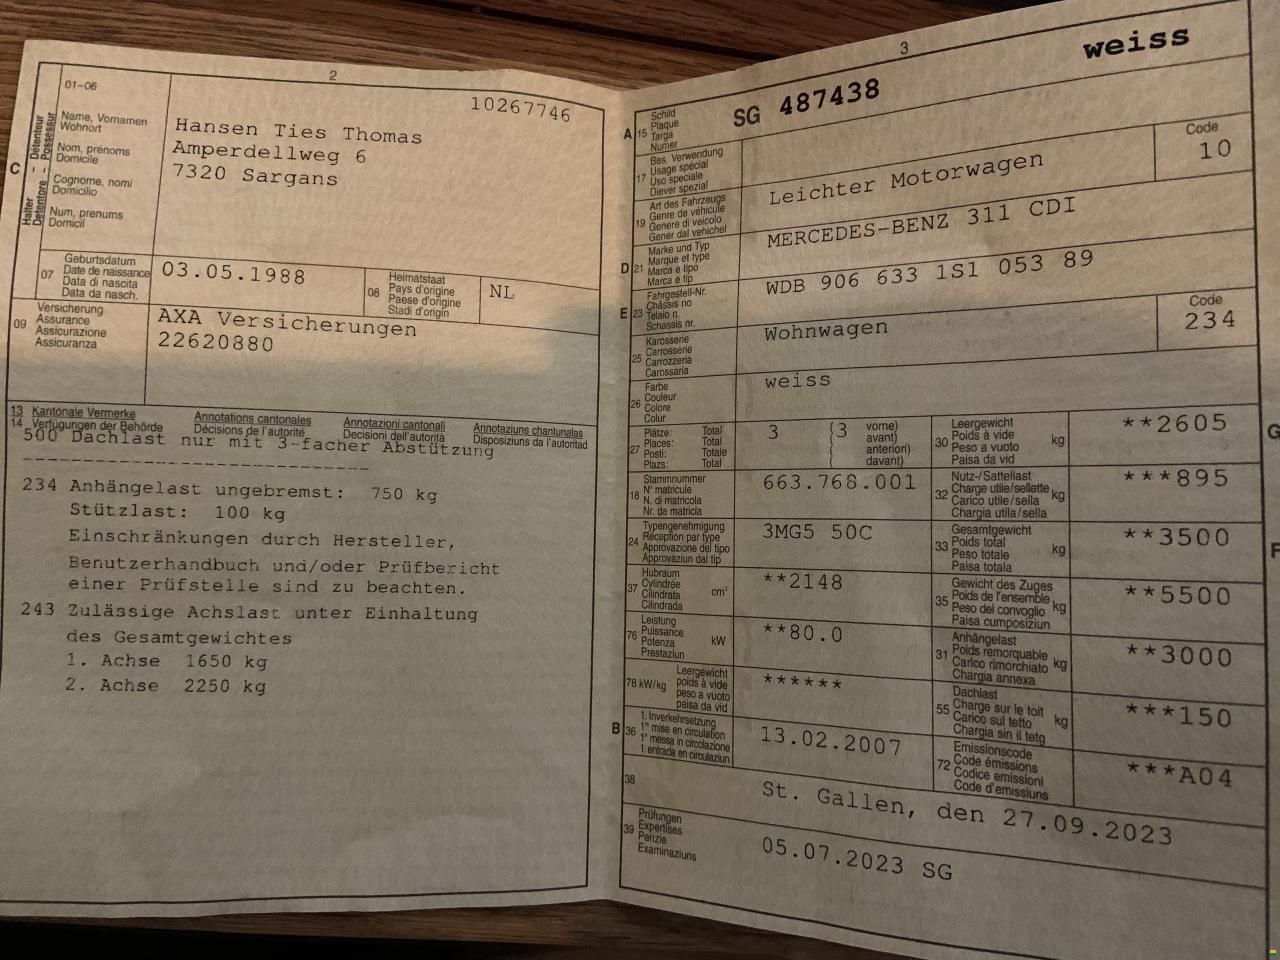 2
10267746
C
Halter - Détenteur
Detentore - Possessur
01–06
Name, Vornamen
Wohnort
Nom, prénoms
Domicile
Cognome, nomi
Domicilio
Num, prenums
Domicil
Hansen Ties Thomas
Amperdellweg 6
7320 Sargans
07
Geburtsdatum
Date de naissance
Data di nascita
Data da nasch.
03.05.1988
08
Heimatstaat
Pays d'origine
Paese d'origine
Stadi d'origin
NL
09
Versicherung
Assurance
Assicurazione
Assicuranza
AXA Versicherungen
22620880
13 Kantonale Vermerke Annotations cantonales Annotazioni cantonali Annotaziuns chantunalas
14 Verfügungen der Behörde Décisions de l'autorité Decisioni dell'autorità Disposiziuns da l'autoritad
500 Dachlast nur mit 3-facher Abstützung
-----------------------------
234 Anhängelast ungebremst: 750 kg
Stützlast: 100 kg
Einschränkungen durch Hersteller,
Benutzerhandbuch und/oder Prüfbericht
einer Prüfstelle sind zu beachten.
243 Zulässige Achslast unter Einhaltung
des Gesamtgewichtes
1. Achse 1650 kg
2. Achse 2250 kg
3
weiss
A
15
Schild
Plaque
Targa
Numer
SG 487438
17
Bes. Verwendung
Usage spécial
Uso speciale
Diever spezial
19
Art des Fahrzeugs
Genre de véhicule
Genere di veicolo
Gener dal vehichel
Leichter Motorwagen
Code
10
D
21
Marke und Typ
Marque et type
Marca e tipo
Marca e tip
MERCEDES-BENZ 311 CDI
E
23
Fahrgestell-Nr.
Châssis no
Telaio n.
Schassis nr.
WDB 906 633 1S1 053 89
25
Karosserie
Carrosserie
Carrozzeria
Carossaria
Wohnwagen
Code
234
26
Farbe
Couleur
Colore
Colur
weiss
27
Plätze: Total
Places: Total
Posti: Totale
Plazs: Total
3
(3 vorne)
( avant)
( anteriori)
( davant)
30
Leergewicht
Poids à vide
Peso a vuoto
Paisa da vid
kg
**2605
G
18
Stammnummer
N° matricule
N. di matricola
Nr. da matricla
663.768.001
32
Nutz-/Sattellast
Charge utile/sellette
Carico utile/sella
Chargia utila/sella
kg
***895
24
Typengenehmigung
Réception par type
Approvazione del tipo
Approvaziun dal tip
3MG5 50C
33
Gesamtgewicht
Poids total
Peso totale
Paisa totala
kg
**3500
F
37
Hubraum
Cylindrée
Cilindrata
Cilindrada
cm³
**2148
35
Gewicht des Zuges
Poids de l'ensemble
Peso del convoglio
Paisa cumposiziun
kg
**5500
76
Leistung
Puissance
Potenza
Prestaziun
kW
**80.0
31
Anhängelast
Poids remorquable
Carico rimorchiato
Chargia annexa
kg
**3000
78 kW/kg
Leergewicht
poids à vide
peso a vuoto
paisa da vid
******
55
Dachlast
Charge sur le toit
Carico sul tetto
Chargia sin il tetg
kg
***150
B
36
1. Inverkehrsetzung
1re mise en circulation
1a messa in circolazione
1. entrada en circulaziun
13.02.2007
72
Emissionscode
Code émissions
Codice emissioni
Code d'emissiuns
***A04
38
St. Gallen, den 27.09.2023
39
Prüfungen
Expertises
Perizie
Examinaziuns
05.07.2023 SG